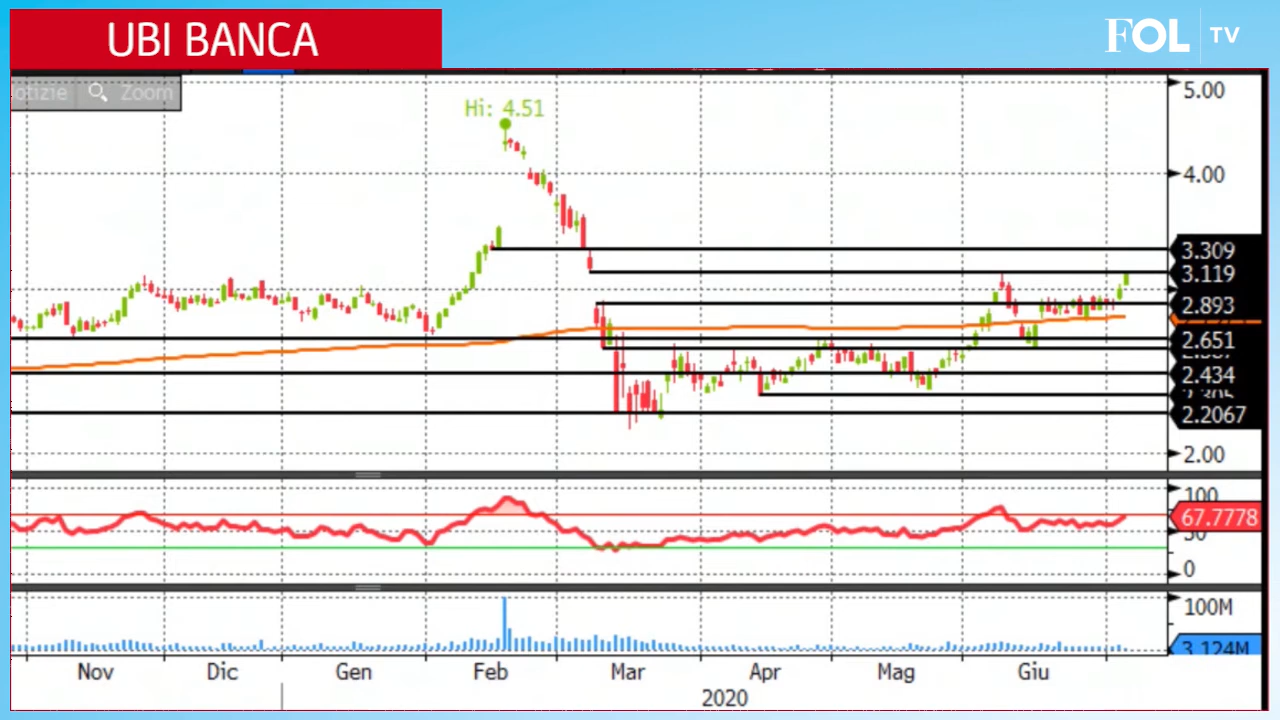 UBI BANCA
FOL TV
Zoom
Hi: 4.51
5.00
4.00
3.309
3.119
2.893
2.651
2.434
2.2067
2.00
100
67.7778
50
0
100M
3.124M
Nov Dic Gen Feb Mar Apr Mag Giu
2020